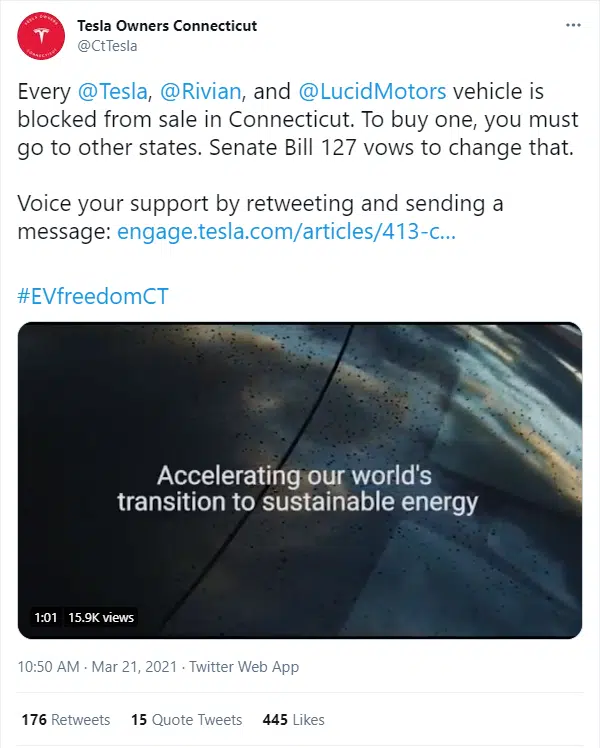 Tesla Owners Connecticut
@CtTesla
Every @Tesla, @Rivian, and @LucidMotors vehicle is
blocked from sale in Connecticut. To buy one, you must
go to other states. Senate Bill 127 vows to change that.
Voice your support by retweeting and sending a
message: engage.tesla.com/articles/413-c...
#EVfreedomCT
Accelerating our world's
transition to sustainable energy
1:01 15.9K views
10:50 AM · Mar 21, 2021 · Twitter Web App
176 Retweets 15 Quote Tweets 445 Likes